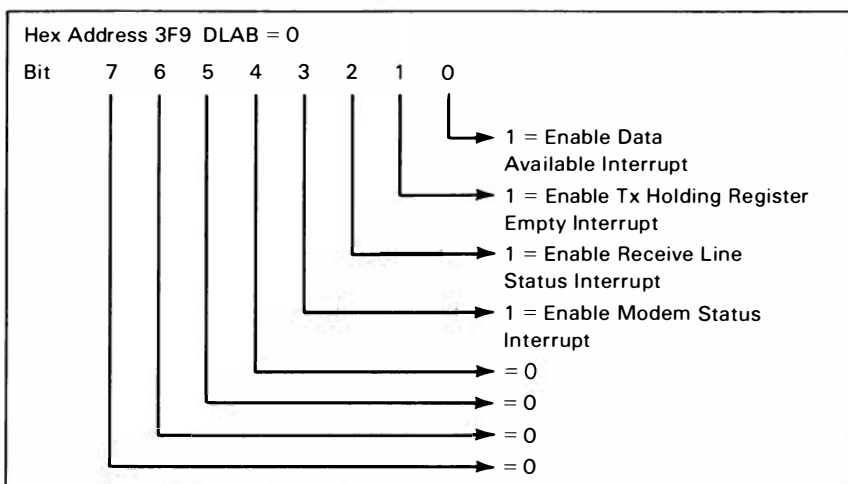 Hex Address 3F9 DLAB = 0
Bit 7 6 5 4 3 2 1 0
1 = Enable Data
Available Interrupt
1 = Enable Tx Holding Register
Empty Interrupt
1 = Enable Receive Line
Status Interrupt
1 = Enable Modem Status
Interrupt
= 0
= 0
= 0
= 0